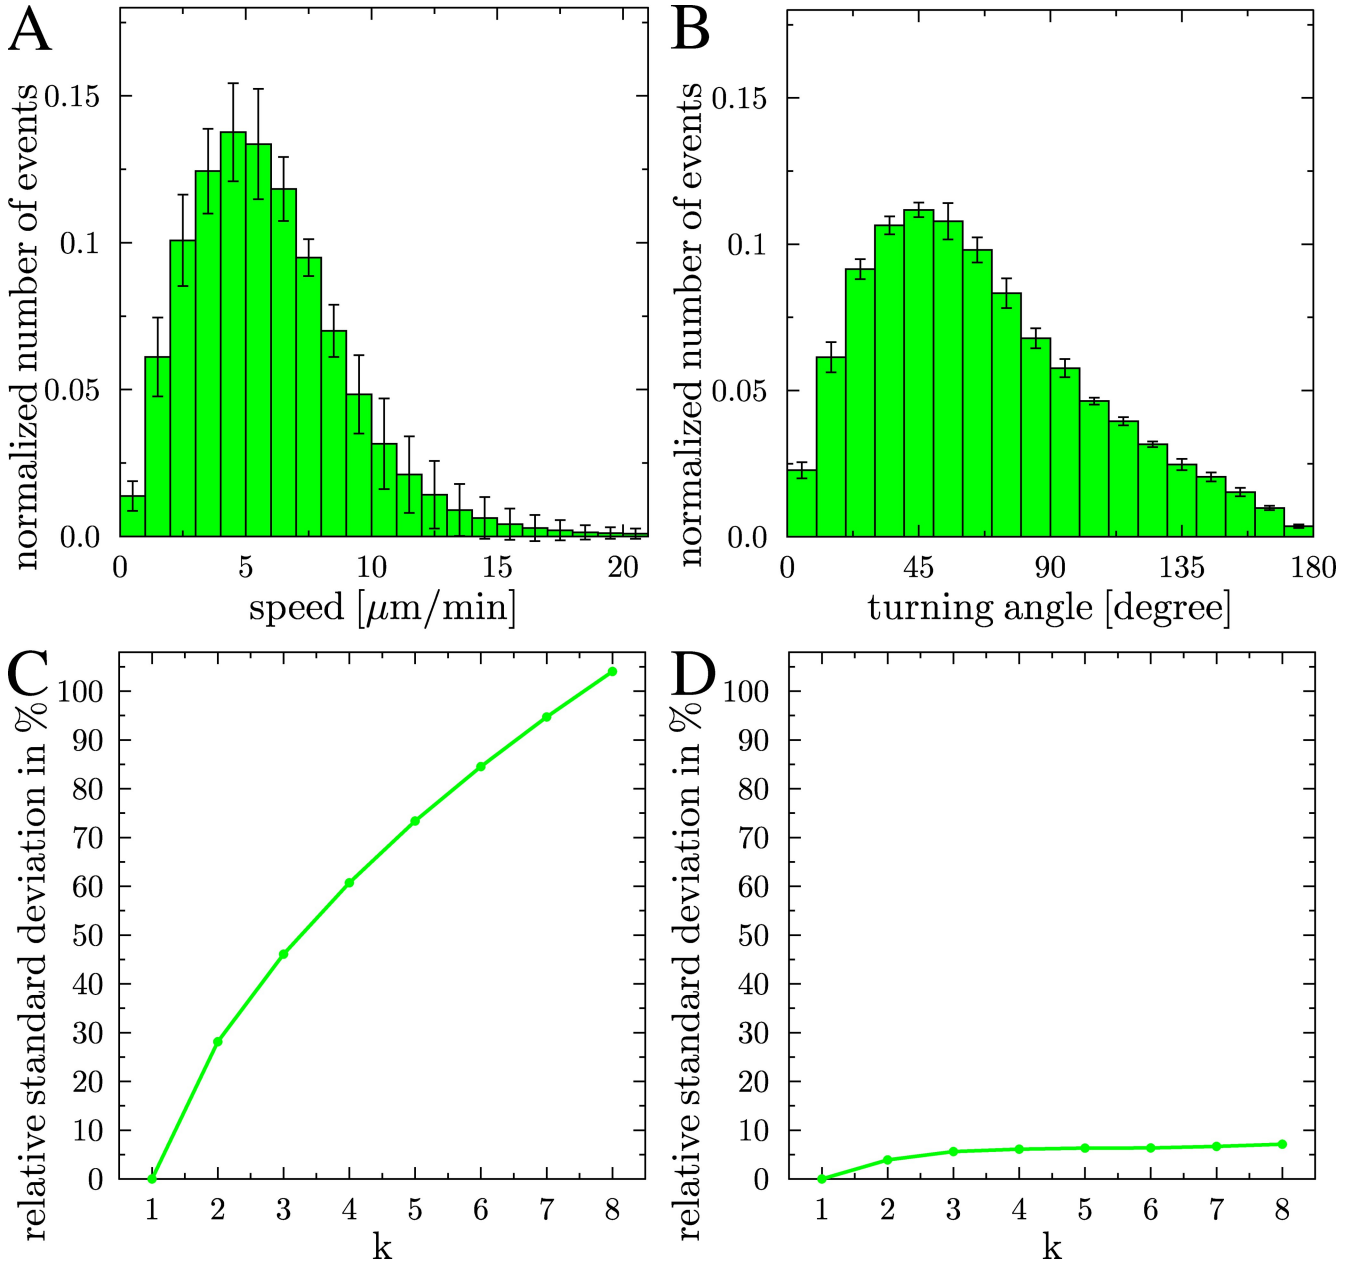 A
normalized number of events
0.15
0.1
0.05
0.0
0 5 10 15 20
speed [μm/min]
B
normalized number of events
0.15
0.1
0.05
0.0
0 45 90 135 180
turning angle [degree]
C
relative standard deviation in %
100
90
80
70
60
50
40
30
20
10
0
1 2 3 4 5 6 7 8
k
D
relative standard deviation in %
100
90
80
70
60
50
40
30
20
10
0
1 2 3 4 5 6 7 8
k